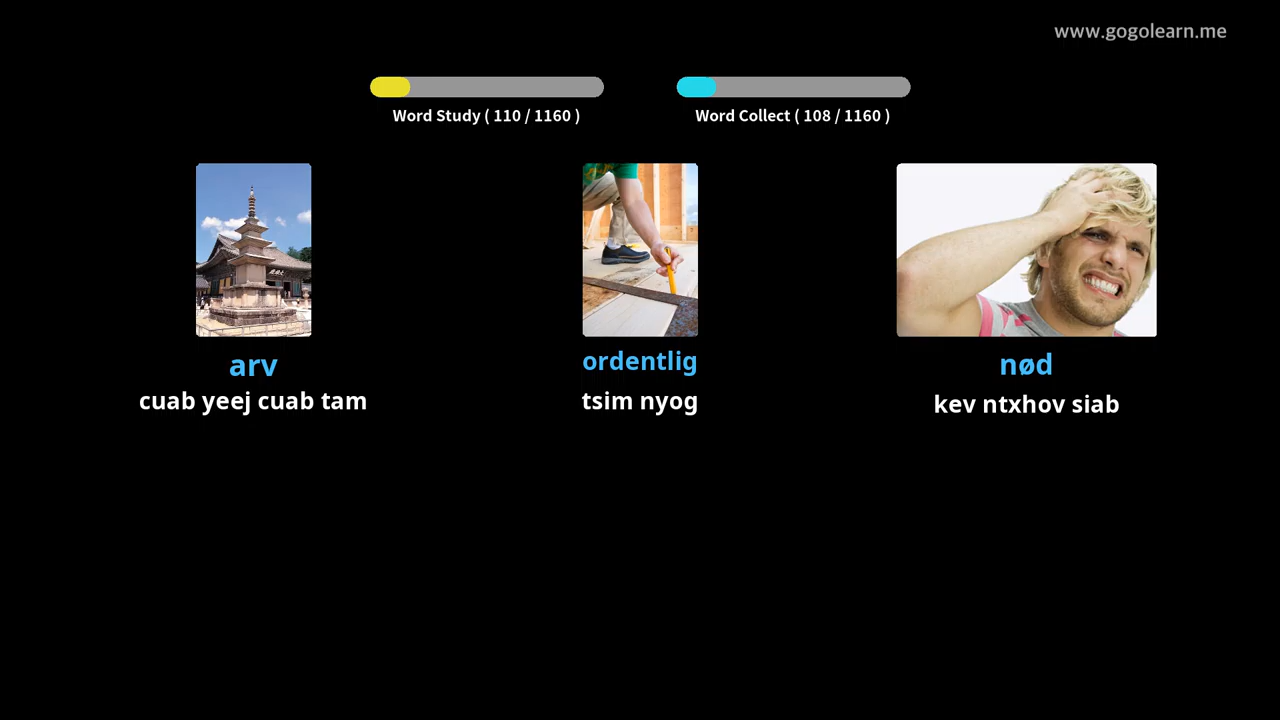 www.gogolearn.me
Word Study ( 110 / 1160 )
Word Collect ( 108 / 1160 )
arv
cuab yeej cuab tam
ordentlig
tsim nyog
nød
kev ntxhov siab